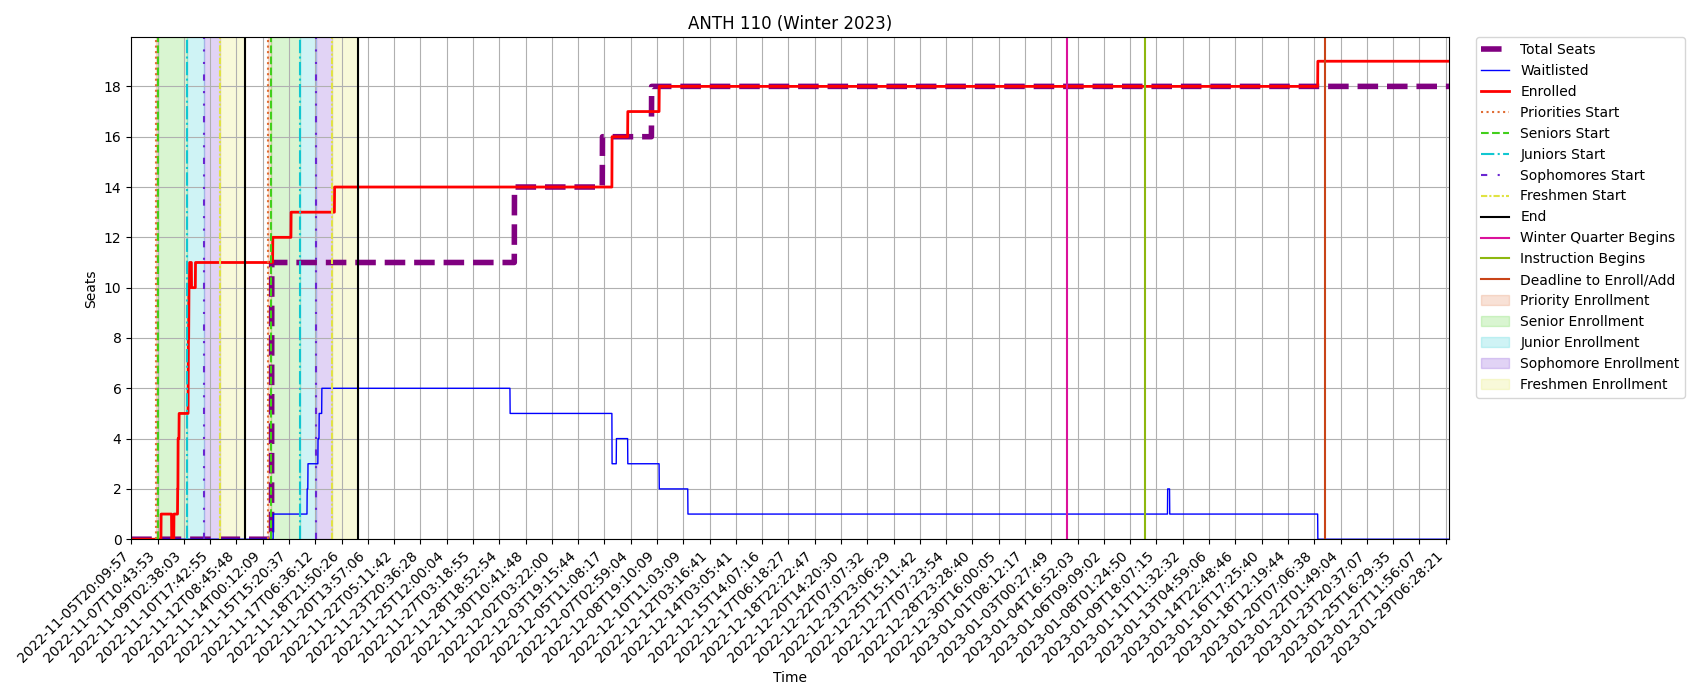 ANTH 110 (Winter 2023)
Seats
18
16
14
12
10
8
6
4
2
0
2022-11-05T20:09:57
2022-11-07T10:43:53
2022-11-09T02:38:03
2022-11-10T17:42:55
2022-11-12T08:45:48
2022-11-14T00:12:09
2022-11-15T15:20:37
2022-11-17T06:36:12
2022-11-18T21:50:26
2022-11-20T13:57:06
2022-11-22T05:11:42
2022-11-23T20:36:28
2022-11-25T12:00:04
2022-11-27T03:18:55
2022-11-28T18:52:54
2022-11-30T10:41:48
2022-12-02T03:22:00
2022-12-03T19:15:44
2022-12-05T11:08:17
2022-12-07T02:59:04
2022-12-08T19:10:09
2022-12-10T11:03:09
2022-12-12T03:16:41
2022-12-14T03:05:41
2022-12-15T14:07:16
2022-12-17T06:18:27
2022-12-18T22:22:47
2022-12-20T14:20:30
2022-12-22T07:07:32
2022-12-23T23:06:29
2022-12-25T15:11:42
2022-12-27T07:23:54
2022-12-28T23:28:40
2022-12-30T16:00:05
2023-01-01T08:12:17
2023-01-03T00:27:49
2023-01-04T16:52:03
2023-01-06T09:09:02
2023-01-08T01:24:50
2023-01-09T18:07:15
2023-01-11T11:32:32
2023-01-13T04:59:06
2023-01-14T22:48:46
2023-01-16T17:25:40
2023-01-18T12:19:44
2023-01-20T07:06:38
2023-01-22T01:49:04
2023-01-23T20:37:07
2023-01-25T16:29:35
2023-01-27T11:56:07
2023-01-29T06:28:21
Time
Total Seats
Waitlisted
Enrolled
Priorities Start
Seniors Start
Juniors Start
Sophomores Start
Freshmen Start
End
Winter Quarter Begins
Instruction Begins
Deadline to Enroll/Add
Priority Enrollment
Senior Enrollment
Junior Enrollment
Sophomore Enrollment
Freshmen Enrollment